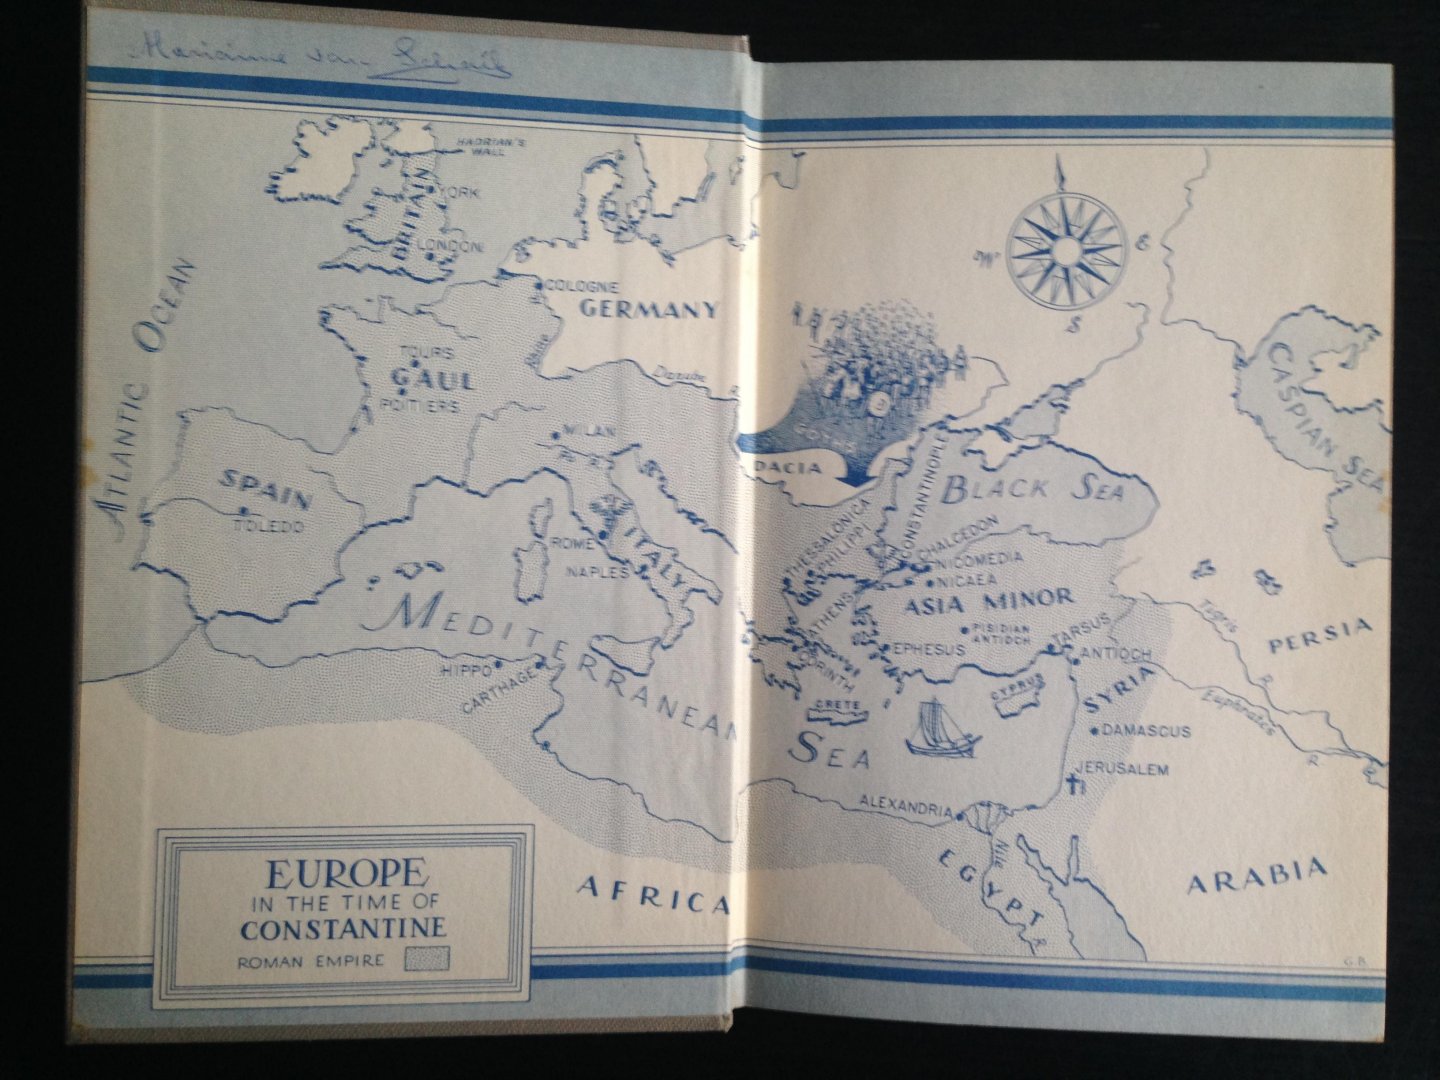 Marianne van
HADRIAN'S
WALL
YORK
BRITAIN
LONDON
ATLANTIC OCEAN
COLOGNE
GERMANY
Rhine
TOURS
GAUL
POITIERS
Danube R.
MILAN
Po R.
SPAIN
TOLEDO
ITALY
ROME
NAPLES
MEDITERRANEAN
SEA
HIPPO
CARTHAGE
AFRICA
EUROPE
IN THE TIME OF
CONSTANTINE
ROMAN EMPIRE
W
E
S
GOTHS
DACIA
BLACK SEA
CASPIAN SEA
CONSTANTINOPLE
THESSALONICA
PHILIPPI
CHALCEDON
NICOMEDIA
NICAEA
ASIA MINOR
ATHENS
CORINTH
EPHESUS
PISIDIAN
ANTIOCH
TARSUS
ANTIOCH
CRETE
CYPRUS
SYRIA
DAMASCUS
JERUSALEM
Tigris R.
Euphrates R.
PERSIA
ALEXANDRIA
Nile R.
EGYPT
ARABIA
G.B.